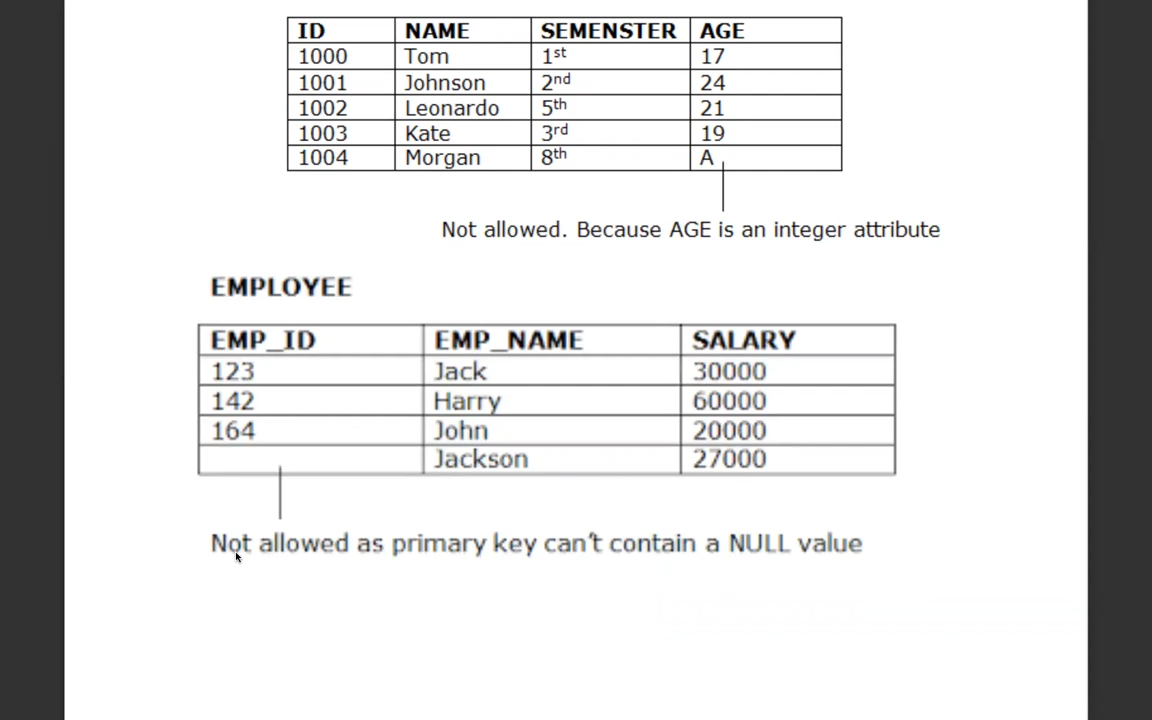 ID NAME SEMENSTER AGE
1000 Tom 1st 17
1001 Johnson 2nd 24
1002 Leonardo 5th 21
1003 Kate 3rd 19
1004 Morgan 8th A
Not allowed. Because AGE is an integer attribute
EMPLOYEE
EMP_ID EMP_NAME SALARY
123 Jack 30000
142 Harry 60000
164 John 20000
Jackson 27000
Not allowed as primary key can't contain a NULL value